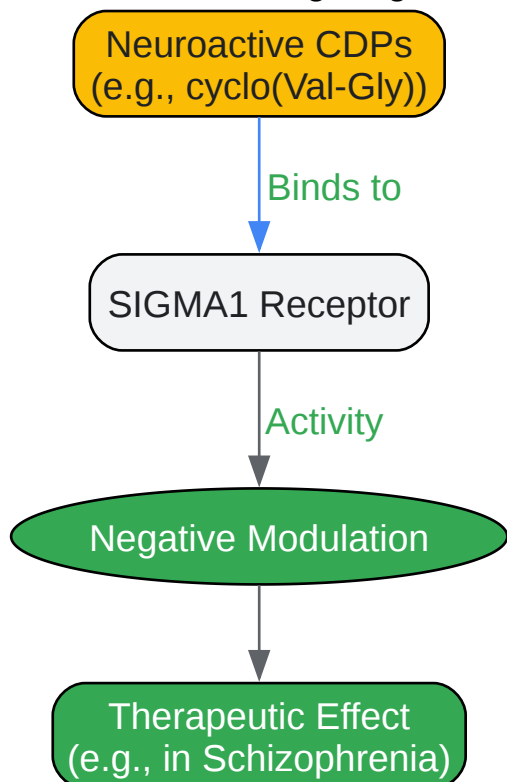 Neuroactive CDPs
(e.g., cyclo(Val-Gly))
Binds to
SIGMA1 Receptor
Activity
Negative Modulation
Therapeutic Effect
(e.g., in Schizophrenia)